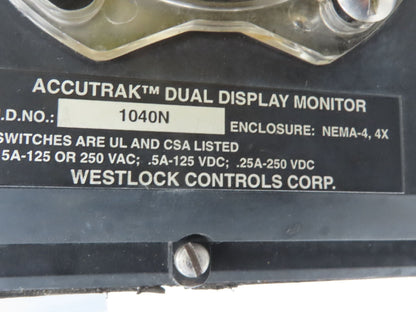 ACCUTRAK™ DUAL DISPLAY MONITOR
.D.NO.: 1040N ENCLOSURE: NEMA-4, 4X
SWITCHES ARE UL AND CSA LISTED
5A-125 OR 250 VAC; .5A-125 VDC; .25A-250 VDC
WESTLOCK CONTROLS CORP.